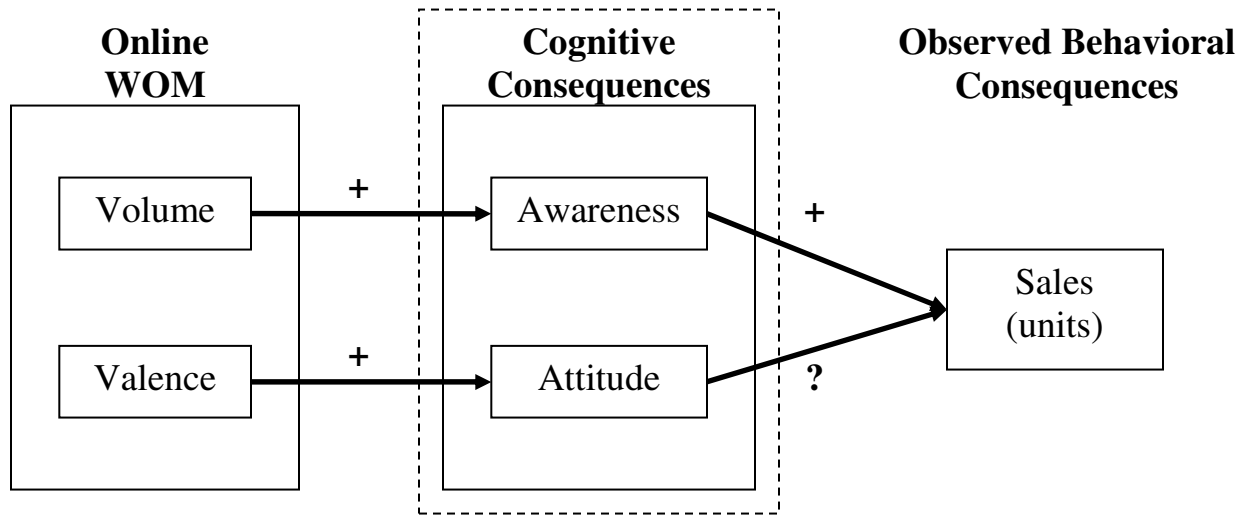 Online
WOM
Cognitive
Consequences
Observed Behavioral
Consequences
Volume
+
Awareness
+
Sales
(units)
Valence
+
Attitude
?